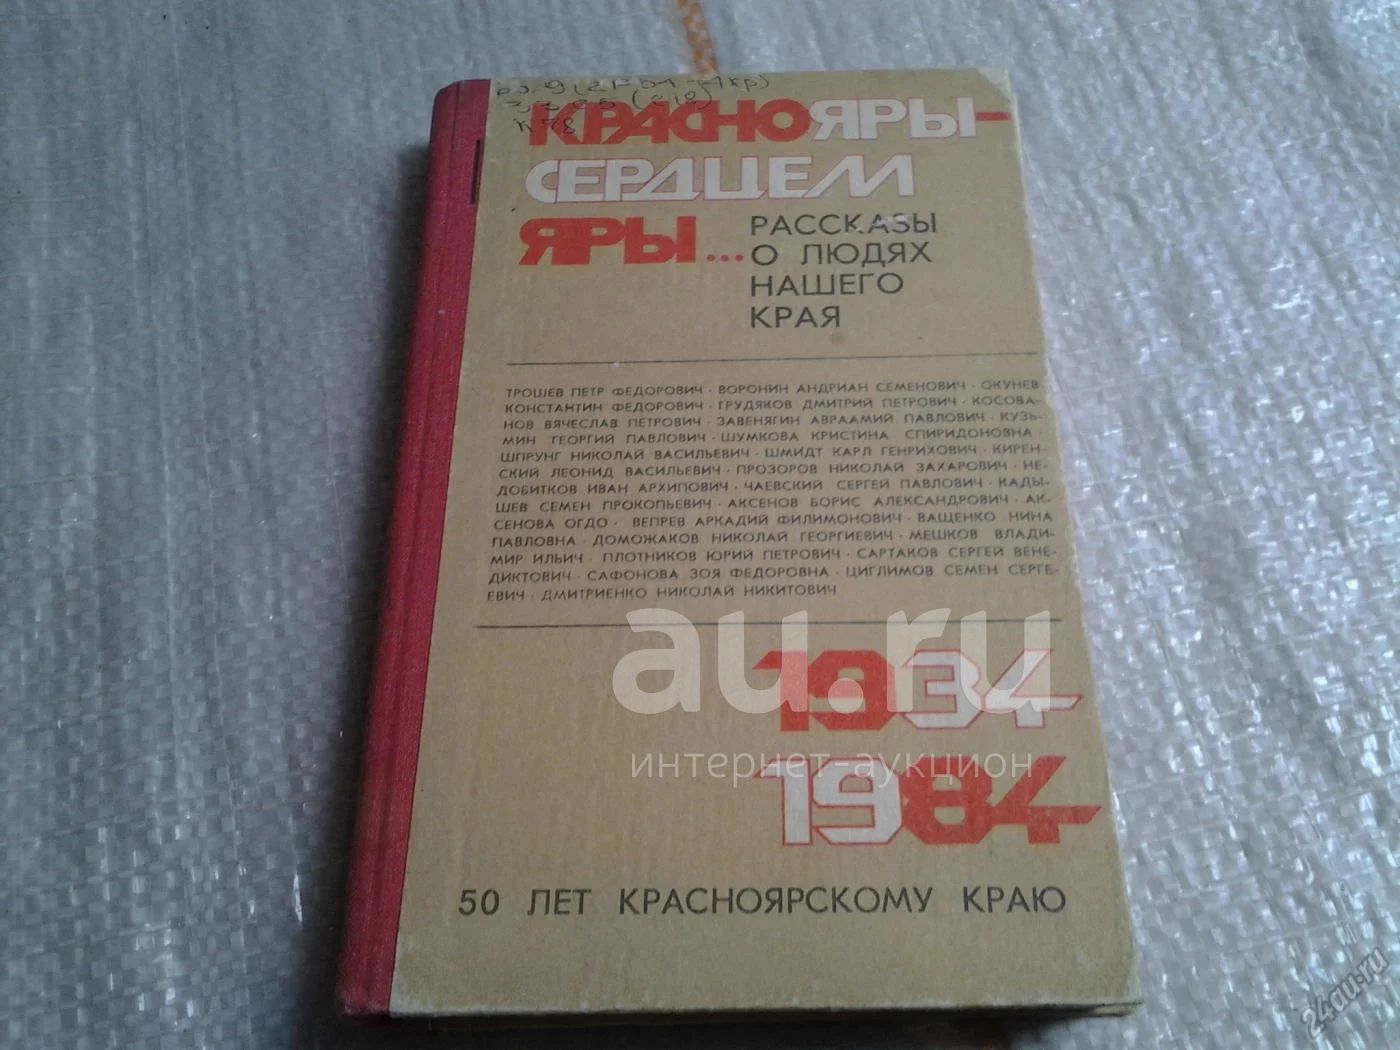 К78
КРАСНОЯРЫ-
СЕРДЦЕМ
ЯРЫ...
РАССКАЗЫ
О ЛЮДЯХ
НАШЕГО
КРАЯ
ТРОШЕВ ПЕТР ФЕДОРОВИЧ · ВОРОНИН АНДРИАН СЕМЕНОВИЧ · ОКУНЕВ
КОНСТАНТИН ФЕДОРОВИЧ · ГРУДЯКОВ ДМИТРИЙ ПЕТРОВИЧ · КОСОВА-
НОВ ВЯЧЕСЛАВ ПЕТРОВИЧ · ЗАВЕНЯГИН АВРААМИЙ ПАВЛОВИЧ · КУЗЬ-
МИН ГЕОРГИЙ ПАВЛОВИЧ · ШУМКОВА КРИСТИНА СПИРИДОНОВНА ·
ШПРУНГ НИКОЛАЙ ВАСИЛЬЕВИЧ · ШМИДТ КАРЛ ГЕНРИХОВИЧ · КИРЕН-
СКИЙ ЛЕОНИД ВАСИЛЬЕВИЧ · ПРОЗОРОВ НИКОЛАЙ ЗАХАРОВИЧ · НЕ-
ДОБИТКОВ ИВАН АРХИПОВИЧ · ЧАЕВСКИЙ СЕРГЕЙ ПАВЛОВИЧ · КАДЫ-
ШЕВ СЕМЕН ПРОКОПЬЕВИЧ · АКСЕНОВ БОРИС АЛЕКСАНДРОВИЧ · АК-
СЕНОВА ОГДО · ВЕПРЕВ АРКАДИЙ ФИЛИМОНОВИЧ · ВАЩЕНКО НИНА
ПАВЛОВНА · ДОМОЖАКОВ НИКОЛАЙ ГЕОРГИЕВИЧ · МЕШКОВ ВЛАДИ-
МИР ИЛЬИЧ · ПЛОТНИКОВ ЮРИЙ ПЕТРОВИЧ · САРТАКОВ СЕРГЕЙ ВЕНЕ-
ДИКТОВИЧ · САФОНОВА ЗОЯ ФЕДОРОВНА · ЦИГЛИМОВ СЕМЕН СЕРГЕ-
ЕВИЧ · ДМИТРИЕНКО НИКОЛАЙ НИКИТОВИЧ
au.ru
1934
интернет-аукцион
1984
50 ЛЕТ КРАСНОЯРСКОМУ КРАЮ
24au.ru